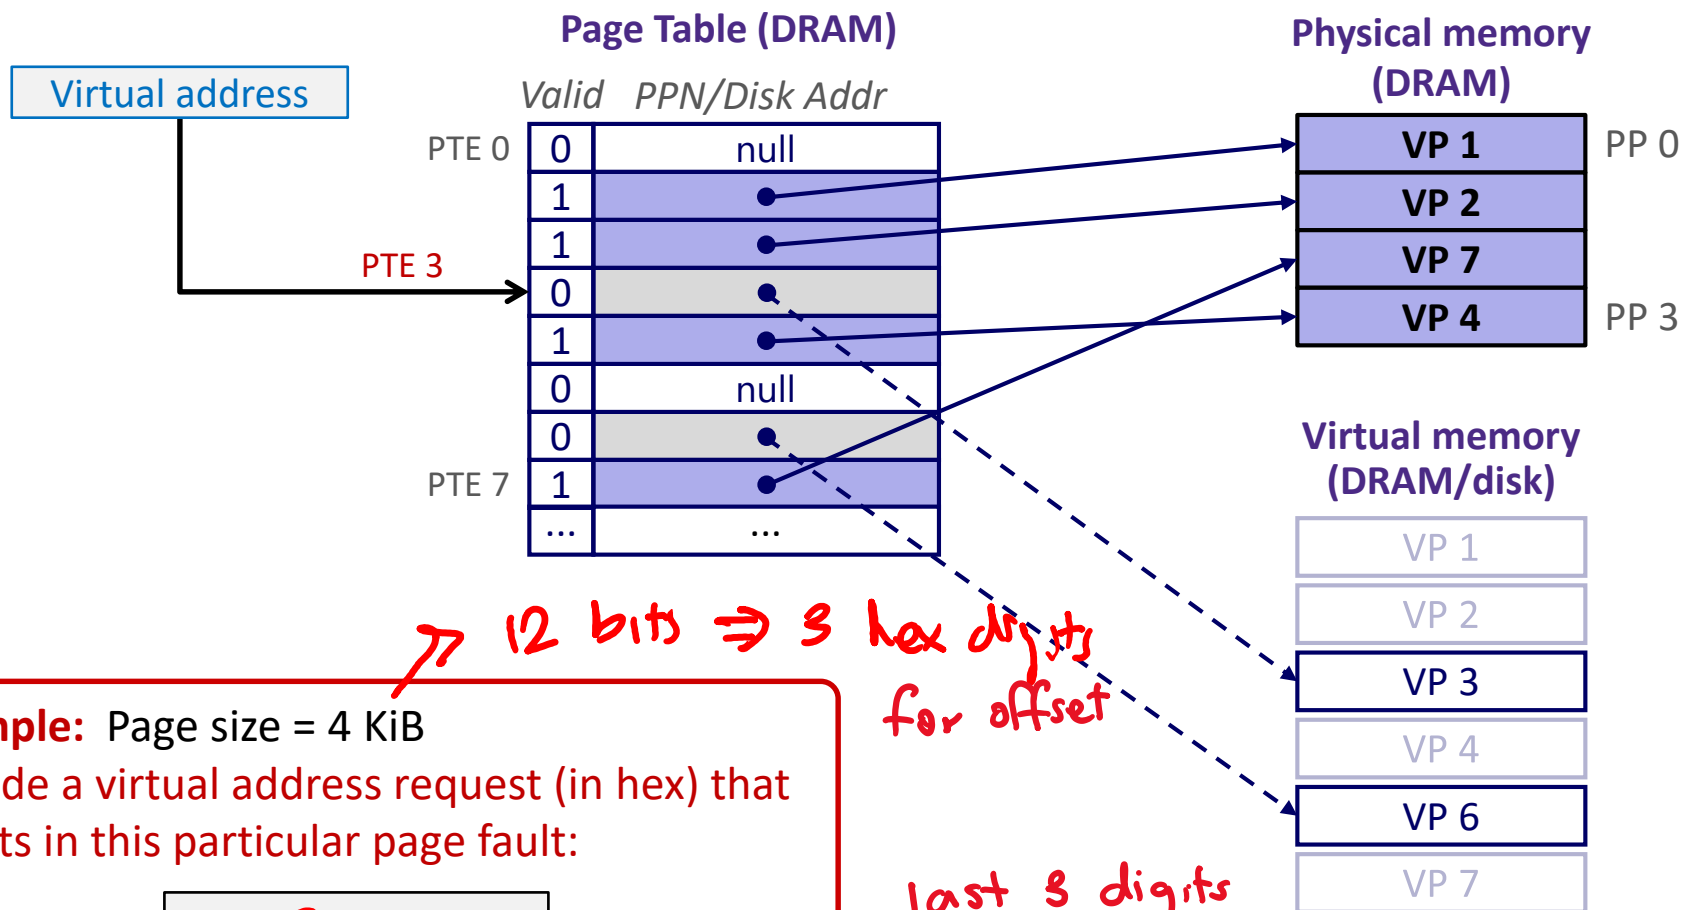 Page Table (DRAM)
Virtual address
Valid PPN/Disk Addr
PTE 0 0 null
1
1
PTE 3 0
1
0 null
0
PTE 7 1
... ...
Physical memory
(DRAM)
VP 1 PP 0
VP 2
VP 7
VP 4 PP 3
Virtual memory
(DRAM/disk)
VP 1
VP 2
VP 3
VP 4
VP 6
VP 7
12 bits ⇒ 3 hex digits
for offset
mple: Page size = 4 KiB
de a virtual address request (in hex) that
ts in this particular page fault:
last 3 digits